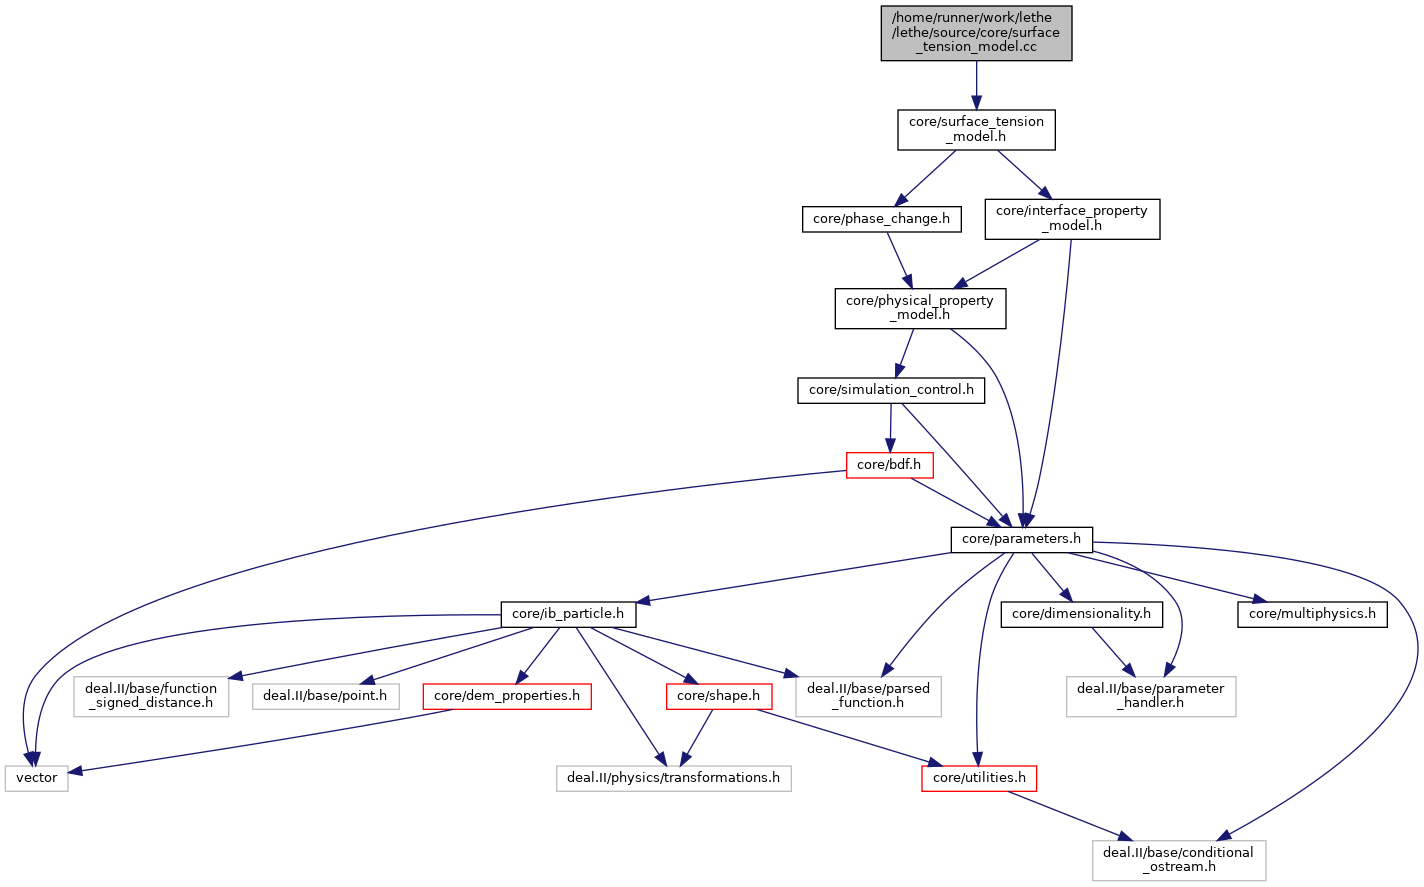 /home/runner/work/lethe
/lethe/source/core/surface
_tension_model.cc
core/surface_tension
_model.h
core/phase_change.h
core/interface_property
_model.h
core/physical_property
_model.h
core/simulation_control.h
core/bdf.h
core/parameters.h
core/ib_particle.h
core/dimensionality.h
core/multiphysics.h
deal.II/base/function
_signed_distance.h
deal.II/base/point.h
core/dem_properties.h
core/shape.h
deal.II/base/parsed
_function.h
deal.II/base/parameter
_handler.h
vector
deal.II/physics/transformations.h
core/utilities.h
deal.II/base/conditional
_ostream.h